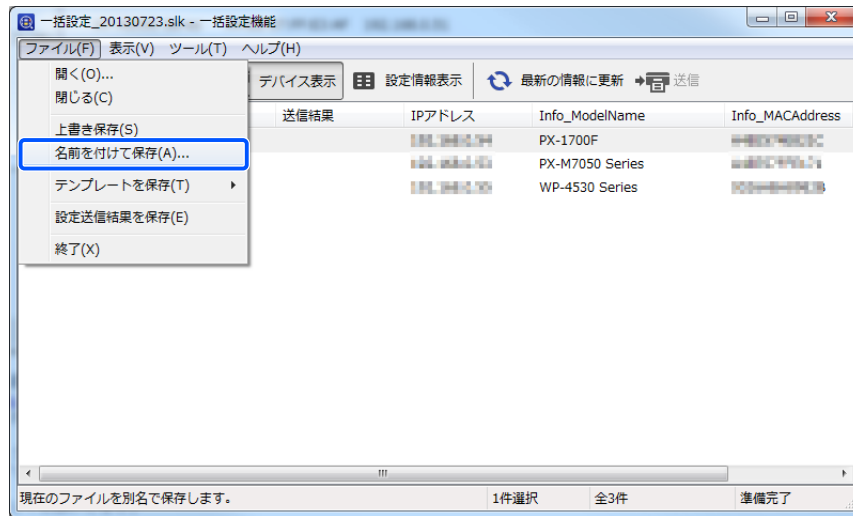 一括設定_20130723.slk - 一括設定機能
ファイル(F) 表示(V) ツール(T) ヘルプ(H)
開く(O)...
閉じる(C)
上書き保存(S)
名前を付けて保存(A)...
テンプレートを保存(T)
設定送信結果を保存(E)
終了(X)
デバイス表示 設定情報表示 最新の情報に更新 送信
送信結果 IPアドレス Info_ModelName Info_MACAddress
PX-1700F
PX-M7050 Series
WP-4530 Series
現在のファイルを別名で保存します。 1件選択 全3件 準備完了